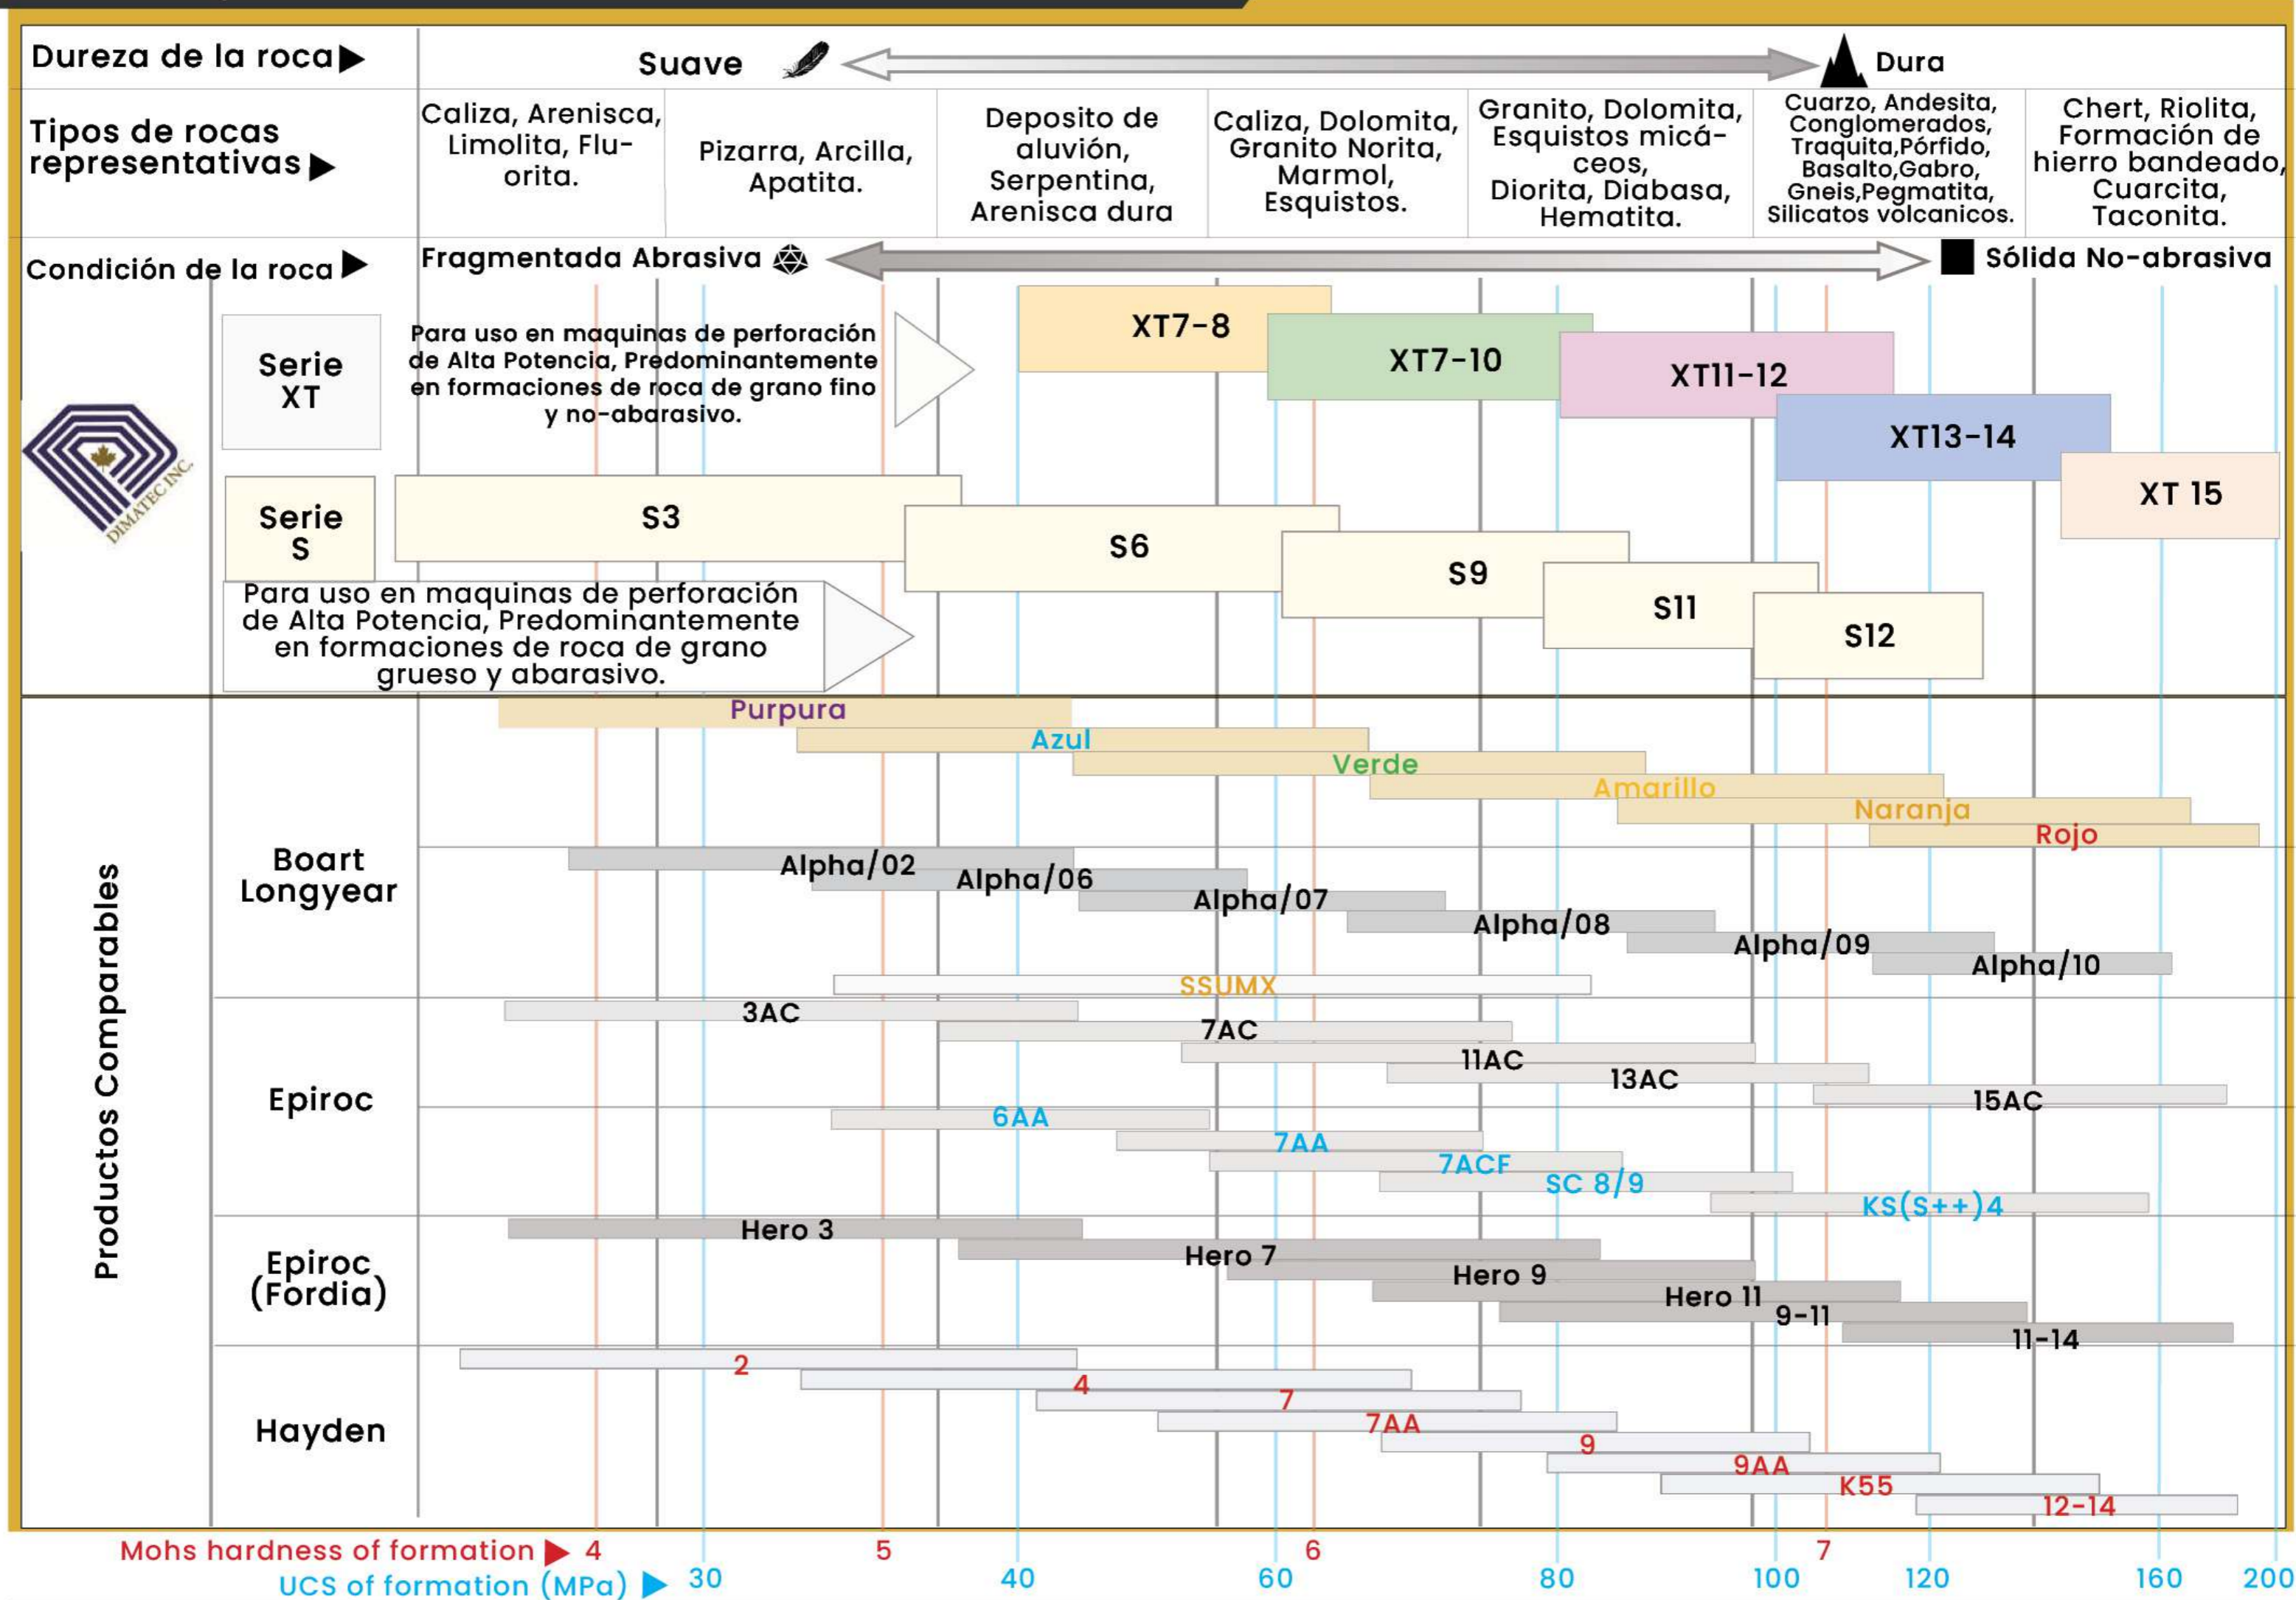 Dureza de la roca
Suave
Dura
Tipos de rocas
representativas
Caliza, Arenisca,
Limolita, Flu-
orita.
Pizarra, Arcilla,
Apatita.
Deposito de
aluvión,
Serpentina,
Arenisca dura
Caliza, Dolomita,
Granito Norita,
Marmol,
Esquistos.
Granito, Dolomita,
Esquistos micá-
ceos,
Diorita, Diabasa,
Hematita.
Cuarzo, Andesita,
Conglomerados,
Traquita,Pórfido,
Basalto,Gabro,
Gneis,Pegmatita,
Silicatos volcanicos.
Chert, Riolita,
Formación de
hierro bandeado,
Cuarcita,
Taconita.
Condición de la roca
Fragmentada Abrasiva
Sólida No-abrasiva
DIMATEC INC.
Serie
XT
Para uso en maquinas de perforación
de Alta Potencia, Predominantemente
en formaciones de roca de grano fino
y no-abarasivo.
XT7-8
XT7-10
XT11-12
XT13-14
XT 15
Serie
S
S3
S6
S9
S11
S12
Para uso en maquinas de perforación
de Alta Potencia, Predominantemente
en formaciones de roca de grano
grueso y abarasivo.
Productos Comparables
Boart
Longyear
Purpura
Azul
Verde
Amarillo
Naranja
Rojo
Alpha/02
Alpha/06
Alpha/07
Alpha/08
Alpha/09
Alpha/10
SSUMX
Epiroc
3AC
7AC
11AC
13AC
15AC
6AA
7AA
7ACF
SC 8/9
KS(S++)4
Epiroc
(Fordia)
Hero 3
Hero 7
Hero 9
Hero 11
9-11
11-14
Hayden
2
4
7
7AA
9
9AA
K55
12-14
Mohs hardness of formation 4 5 6 7
UCS of formation (MPa) 30 40 60 80 100 120 160 200